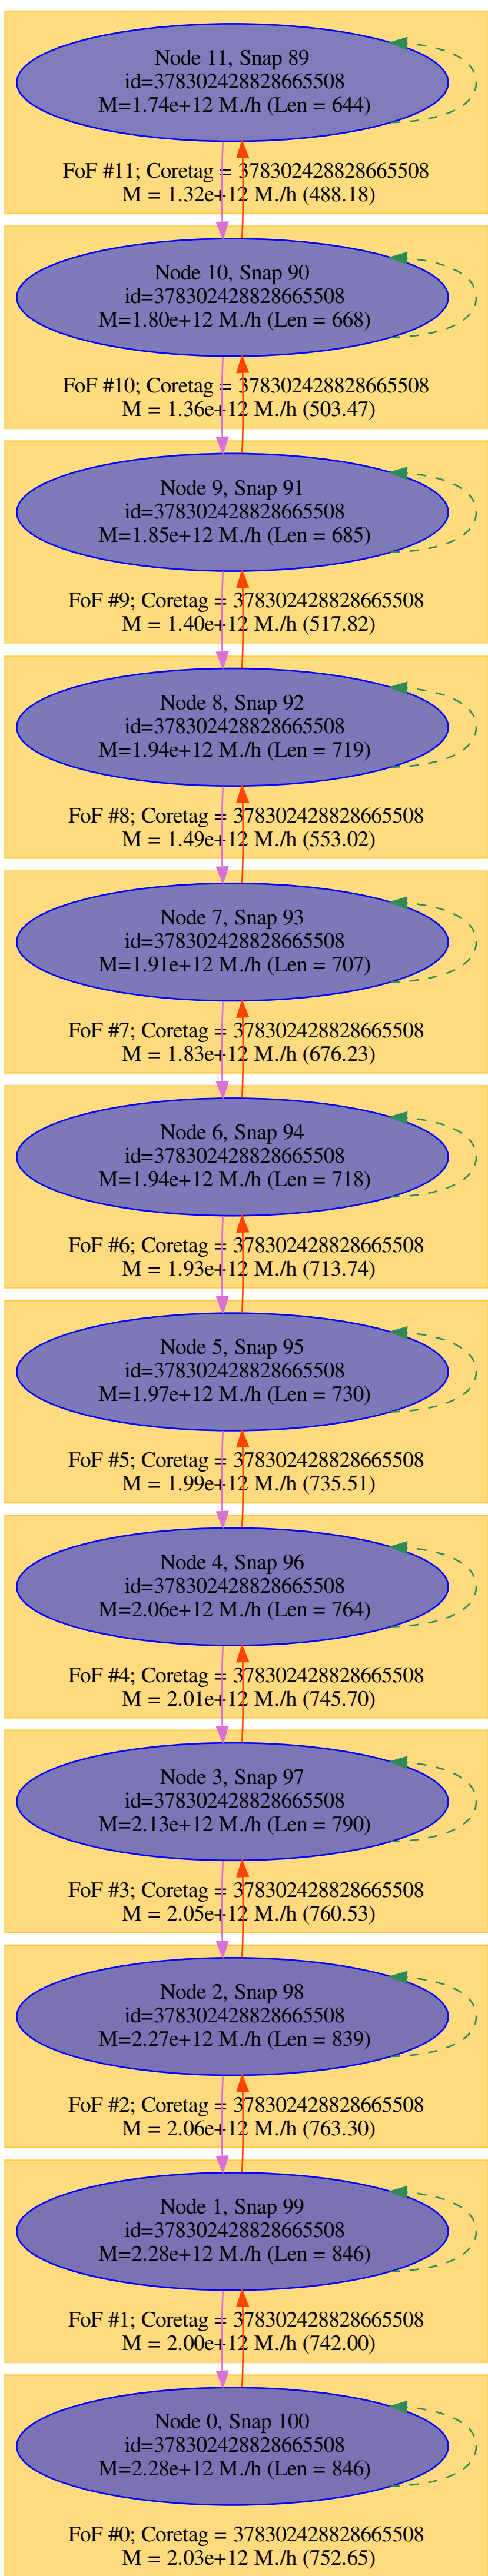 Node 11, Snap 89
id=378302428828665508
M=1.74e+12 M./h (Len = 644)
FoF #11; Coretag = 378302428828665508
M = 1.32e+12 M./h (488.18)
Node 10, Snap 90
id=378302428828665508
M=1.80e+12 M./h (Len = 668)
FoF #10; Coretag = 378302428828665508
M = 1.36e+12 M./h (503.47)
Node 9, Snap 91
id=378302428828665508
M=1.85e+12 M./h (Len = 685)
FoF #9; Coretag = 378302428828665508
M = 1.40e+12 M./h (517.82)
Node 8, Snap 92
id=378302428828665508
M=1.94e+12 M./h (Len = 719)
FoF #8; Coretag = 378302428828665508
M = 1.49e+12 M./h (553.02)
Node 7, Snap 93
id=378302428828665508
M=1.91e+12 M./h (Len = 707)
FoF #7; Coretag = 378302428828665508
M = 1.83e+12 M./h (676.23)
Node 6, Snap 94
id=378302428828665508
M=1.94e+12 M./h (Len = 718)
FoF #6; Coretag = 378302428828665508
M = 1.93e+12 M./h (713.74)
Node 5, Snap 95
id=378302428828665508
M=1.97e+12 M./h (Len = 730)
FoF #5; Coretag = 378302428828665508
M = 1.99e+12 M./h (735.51)
Node 4, Snap 96
id=378302428828665508
M=2.06e+12 M./h (Len = 764)
FoF #4; Coretag = 378302428828665508
M = 2.01e+12 M./h (745.70)
Node 3, Snap 97
id=378302428828665508
M=2.13e+12 M./h (Len = 790)
FoF #3; Coretag = 378302428828665508
M = 2.05e+12 M./h (760.53)
Node 2, Snap 98
id=378302428828665508
M=2.27e+12 M./h (Len = 839)
FoF #2; Coretag = 378302428828665508
M = 2.06e+12 M./h (763.30)
Node 1, Snap 99
id=378302428828665508
M=2.28e+12 M./h (Len = 846)
FoF #1; Coretag = 378302428828665508
M = 2.00e+12 M./h (742.00)
Node 0, Snap 100
id=378302428828665508
M=2.28e+12 M./h (Len = 846)
FoF #0; Coretag = 378302428828665508
M = 2.03e+12 M./h (752.65)